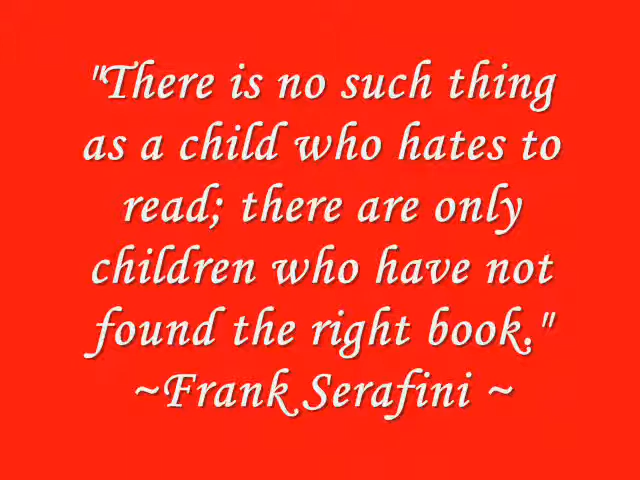 "There is no such thing
as a child who hates to
read; there are only
children who have not
found the right book."
~Frank Serafini ~